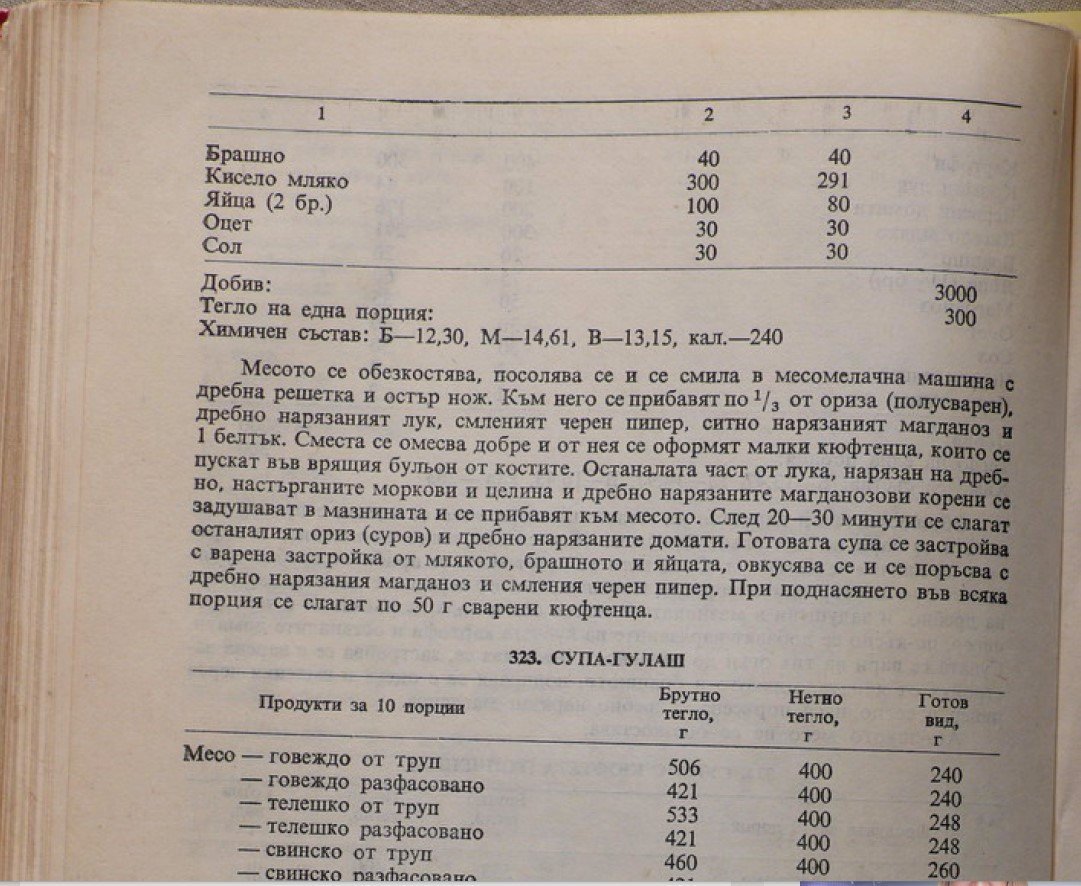 1 2 3 4
Брашно 40 40
Кисело мляко 300 291
Яйца (2 бр.) 100 80
Оцет 30 30
Сол 30 30
Добив: 3000
Тегло на една порция: 300
Химичен състав: Б—12,30, М—14,61, В—13,15, кал.—240
Месото се обезкостява, посолява се и се смила в месомелачна машина с
дребна решетка и остър нож. Към него се прибавят по 1/3 от ориза (полусварен),
дребно нарязаният лук, смленият черен пипер, ситно нарязаният магданоз и
1 белтък. Сместа се омесва добре и от нея се оформят малки кюфтенца, които се
пускат във врящия бульон от костите. Останалата част от лука, нарязан на дреб-
но, настърганите моркови и целина и дребно нарязаните магданозови корени се
задушават в мазнината и се прибавят към месото. След 20—30 минути се слагат
останалият ориз (суров) и дребно нарязаните домати. Готовата супа се застройва
с варена застройка от млякото, брашното и яйцата, овкусява се и се поръсва с
дребно нарязания магданоз и смления черен пипер. При поднасянето във всяка
порция се слагат по 50 г сварени кюфтенца.
323. СУПА-ГУЛАШ
Продукти за 10 порции Брутно тегло, г Нетно тегло, г Готов вид, г
Месо — говеждо от труп 506 400 240
— говеждо разфасовано 421 400 240
— телешко от труп 533 400 248
— телешко разфасовано 421 400 248
— свинско от труп 460 400 260
— свинско разфасовано